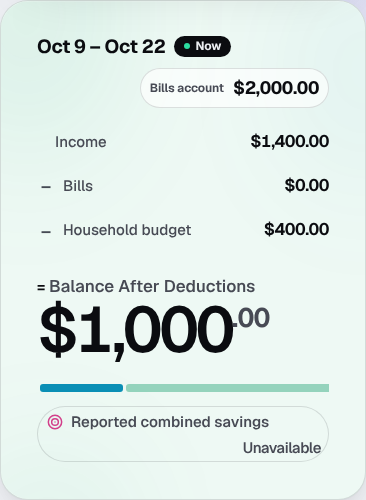 Oct 9 – Oct 22 Now
Bills account $2,000.00
Income $1,400.00
– Bills $0.00
– Household budget $400.00
= Balance After Deductions
$1,000.00
Reported combined savings
Unavailable